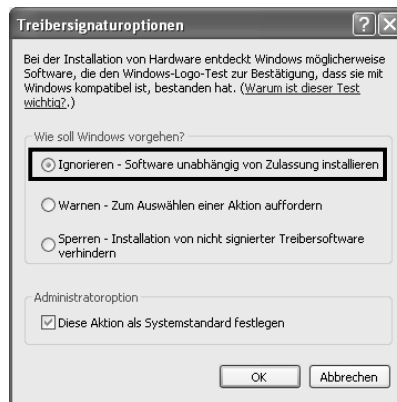 Treibersignaturoptionen
Bei der Installation von Hardware entdeckt Windows möglicherweise
Software, die den Windows-Logo-Test zur Bestätigung, dass sie mit
Windows kompatibel ist, bestanden hat. (Warum ist dieser Test
wichtig?.)
Wie soll Windows vorgehen?
Ignorieren - Software unabhängig von Zulassung installieren
Warnen - Zum Auswählen einer Aktion auffordern
Sperren - Installation von nicht signierter Treibersoftware
verhindern
Administratoroption
Diese Aktion als Systemstandard festlegen
OK Abbrechen